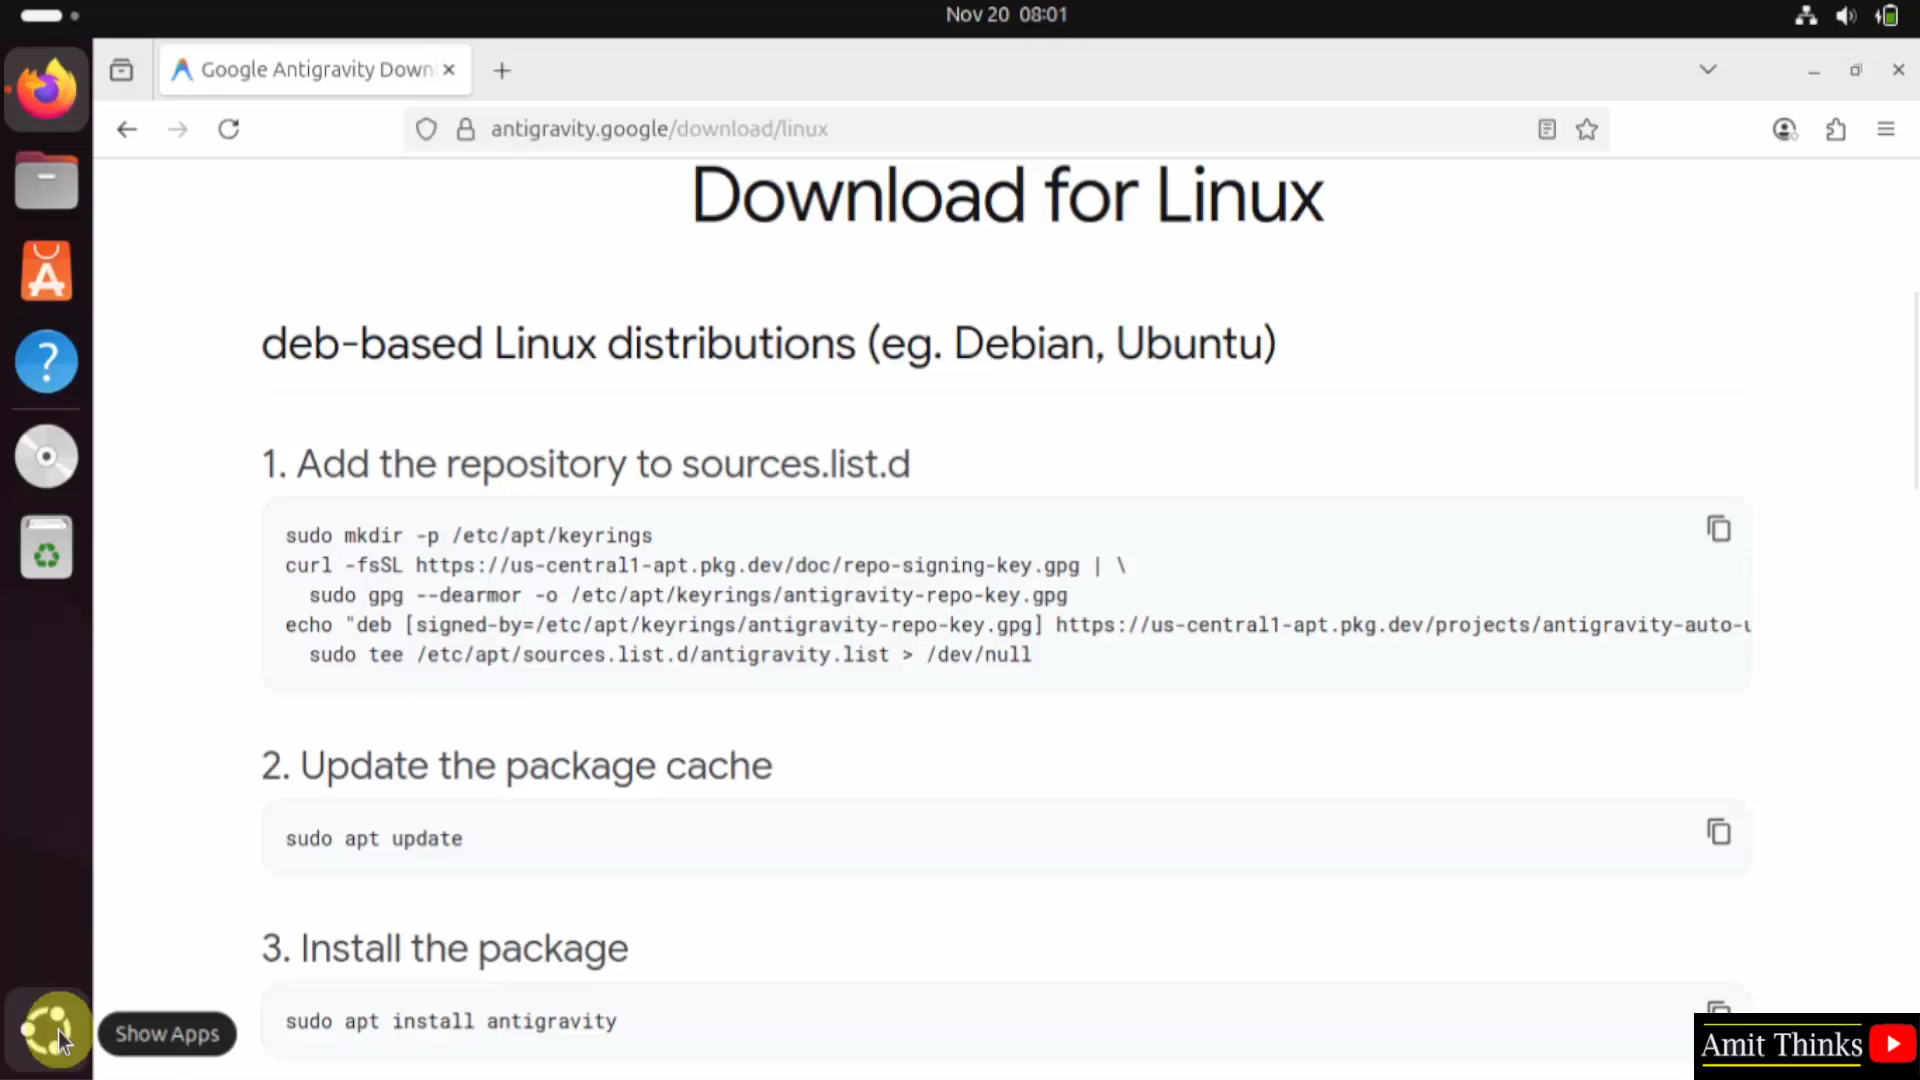 Nov 20 08:01
Google Antigravity Down
antigravity.google/download/linux
Download for Linux
deb-based Linux distributions (eg. Debian, Ubuntu)
1. Add the repository to sources.list.d
sudo mkdir -p /etc/apt/keyrings
curl -fsSL https://us-central1-apt.pkg.dev/doc/repo-signing-key.gpg | \
sudo gpg --dearmor -o /etc/apt/keyrings/antigravity-repo-key.gpg
echo "deb [signed-by=/etc/apt/keyrings/antigravity-repo-key.gpg] https://us-central1-apt.pkg.dev/projects/antigravity-auto-u
sudo tee /etc/apt/sources.list.d/antigravity.list > /dev/null
2. Update the package cache
sudo apt update
3. Install the package
sudo apt install antigravity
Show Apps
Amit Thinks